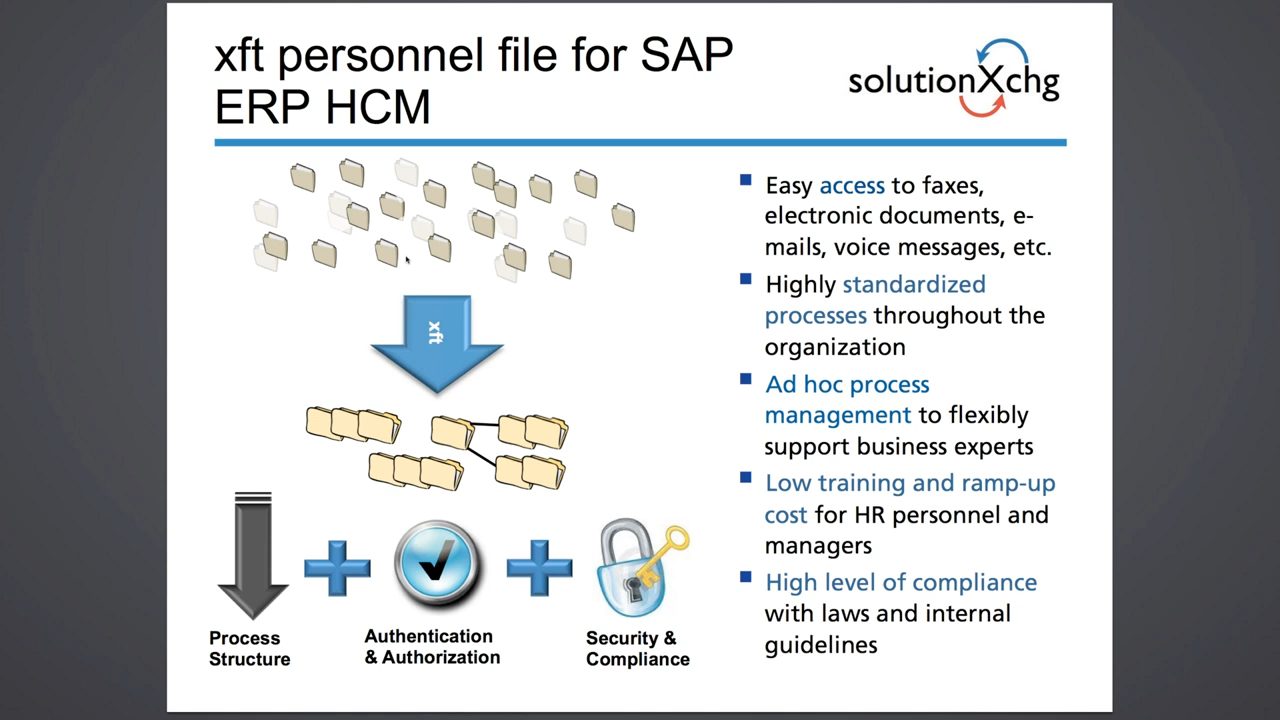 xft personnel file for SAP
ERP HCM
solutionXchg
xft
Process
Structure
Authentication
& Authorization
Security &
Compliance
Easy access to faxes,
electronic documents, e-
mails, voice messages, etc.
Highly standardized
processes throughout the
organization
Ad hoc process
management to flexibly
support business experts
Low training and ramp-up
cost for HR personnel and
managers
High level of compliance
with laws and internal
guidelines